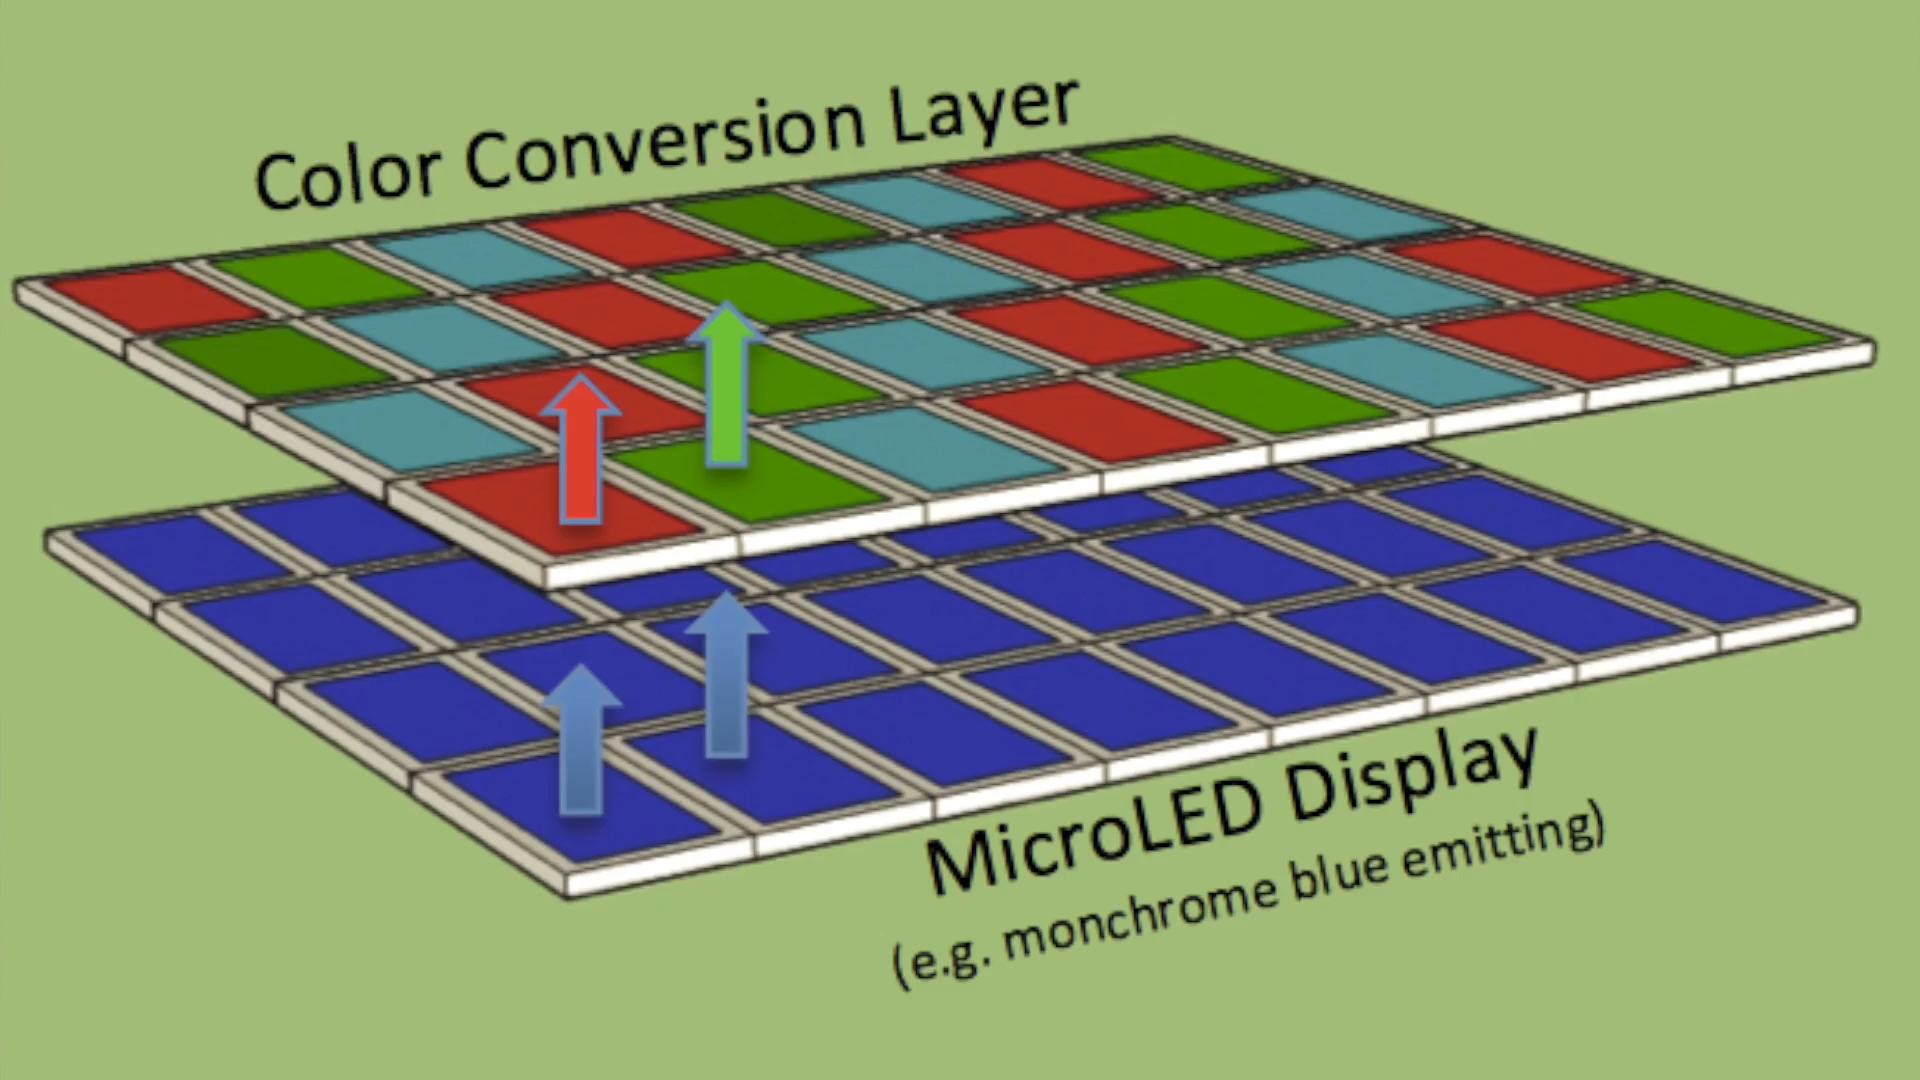 Color Conversion Layer
MicroLED Display
(e.g. monchrome blue emitting)